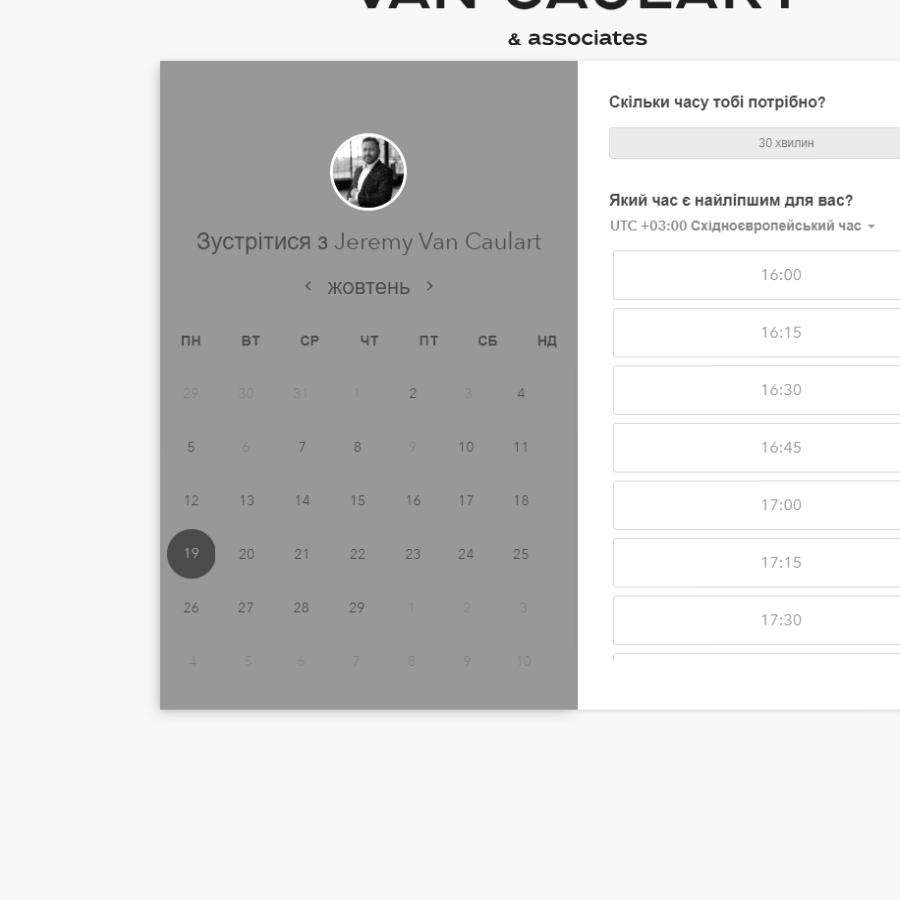 VAN CAULART
& associates
Скільки часу тобі потрібно?
30 хвилин
Зустрітися з Jeremy Van Caulart
жовтень
ПН ВТ СР ЧТ ПТ СБ НД
29 30 31 1 2 3 4
5 6 7 8 9 10 11
12 13 14 15 16 17 18
19 20 21 22 23 24 25
26 27 28 29 1 2 3
4 5 6 7 8 9 10
Який час є найліпшим для вас?
UTC +03:00 Східноєвропейський час
16:00
16:15
16:30
16:45
17:00
17:15
17:30